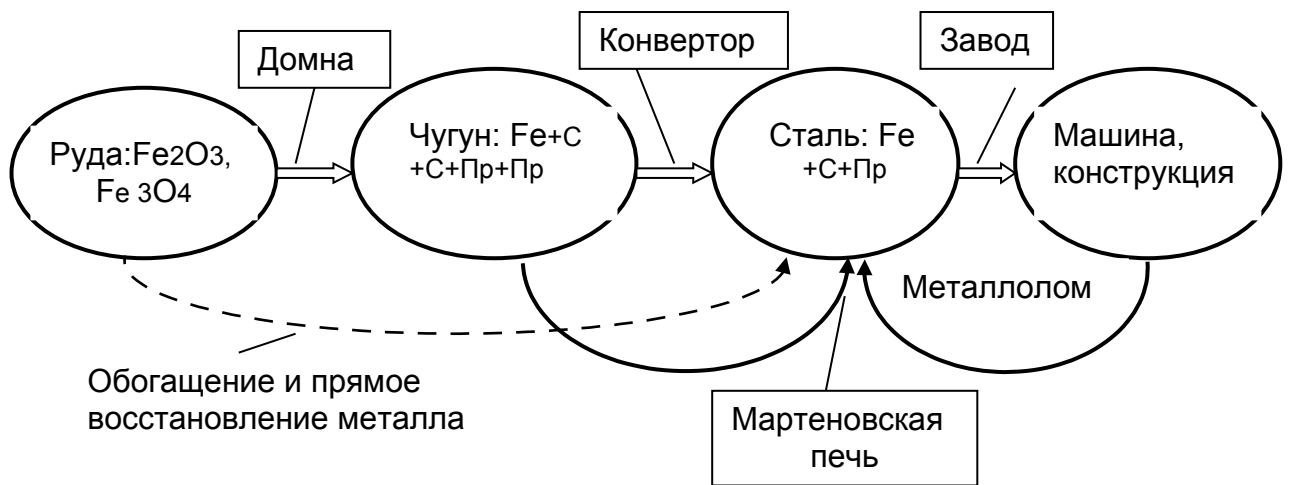 Домна
Конвертор
Завод
Руда:Fe2O3,
Fe 3O4
Чугун: Fe+C
+С+Пр+Пр
Сталь: Fe
+С+Пр
Машина,
конструкция
Металлолом
Обогащение и прямое
восстановление металла
Мартеновская
печь